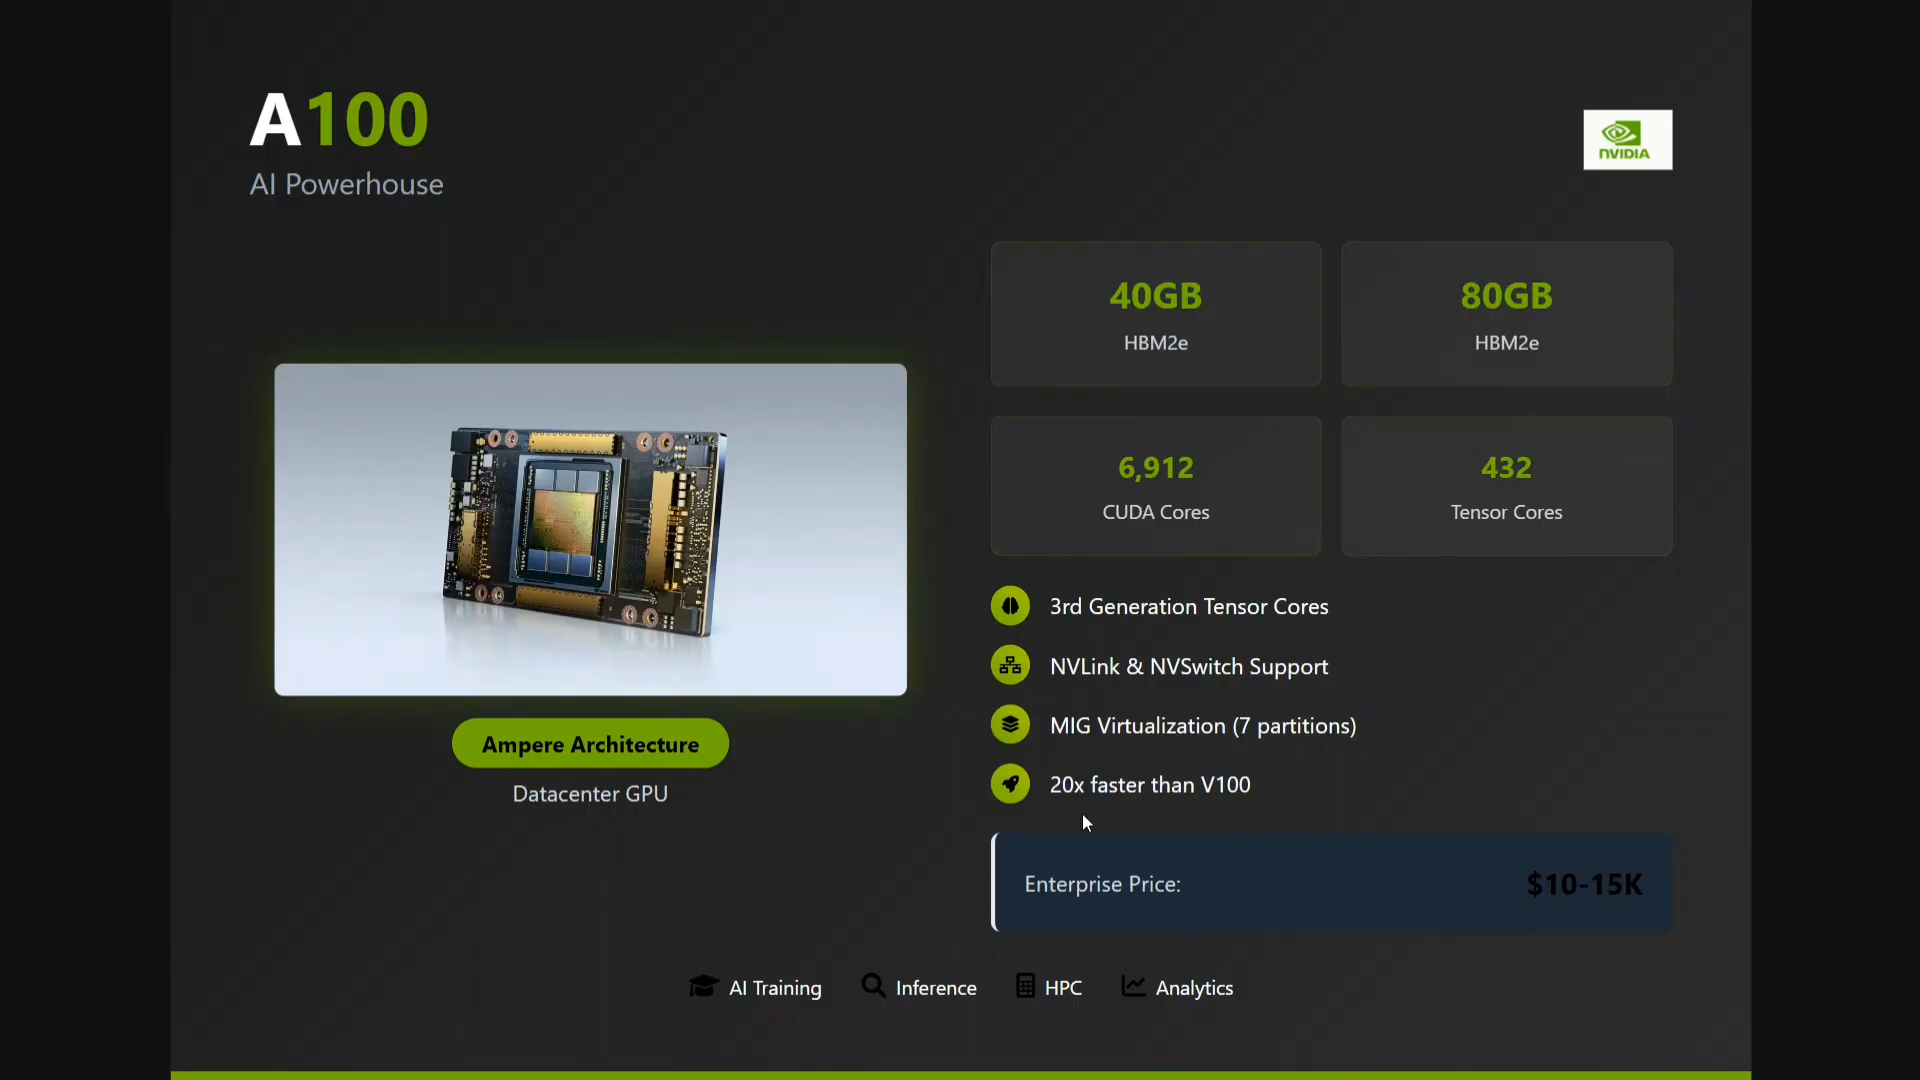 A100
AI Powerhouse
NVIDIA
40GB
HBM2e
80GB
HBM2e
6,912
CUDA Cores
432
Tensor Cores
3rd Generation Tensor Cores
NVLink & NVSwitch Support
MIG Virtualization (7 partitions)
20x faster than V100
Ampere Architecture
Datacenter GPU
Enterprise Price:
$10-15K
AI Training
Inference
HPC
Analytics